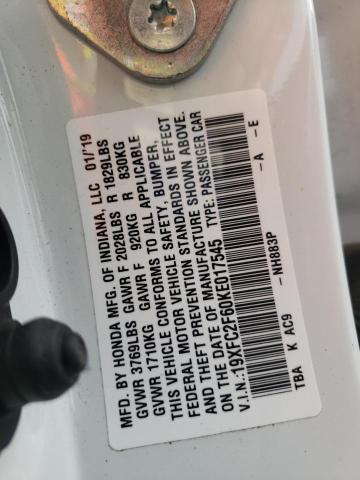 MFD. BY HONDA MFG. OF INDIANA, LLC 01/'19
GVWR 3769LBS GAWR F 2028LBS R 1829LBS
GVWR 1710KG GAWR F 920KG R 830KG
THIS VEHICLE CONFORMS TO ALL APPLICABLE
FEDERAL MOTOR VEHICLE SAFETY, BUMPER,
AND THEFT PREVENTION STANDARDS IN EFFECT
ON THE DATE OF MANUFACTURE SHOWN ABOVE.
V.I.N.:19XFC2F60KE017545 TYPE: PASSENGER CAR
-NH883P -A -E
TBA K AC9